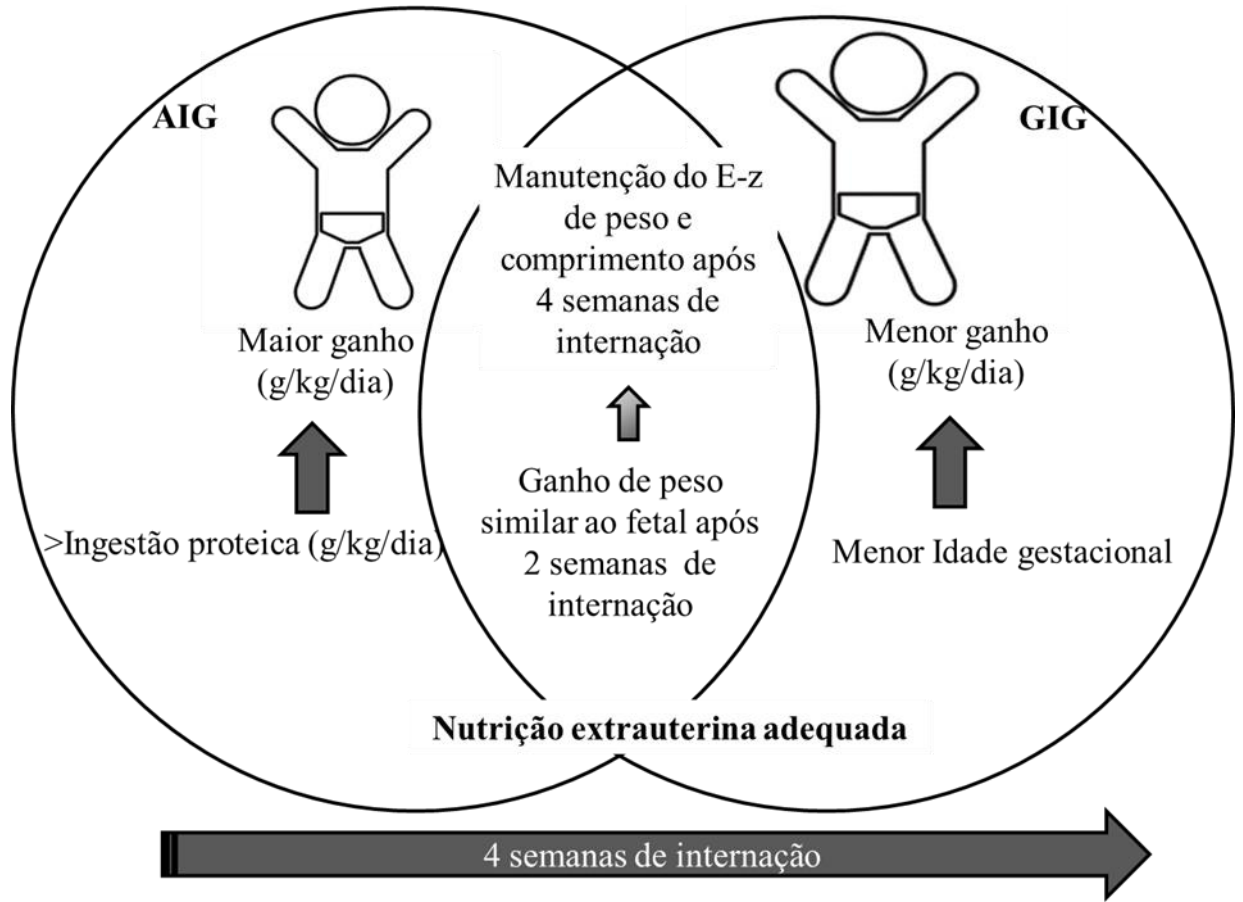 AIG
Maior ganho
(g/kg/dia)
>Ingestão proteica (g/kg/dia)
Manutenção do E-z
de peso e
comprimento após
4 semanas de
internação
Ganho de peso
similar ao fetal após
2 semanas de
internação
GIG
Menor ganho
(g/kg/dia)
Menor Idade gestacional
Nutrição extrauterina adequada
4 semanas de internação